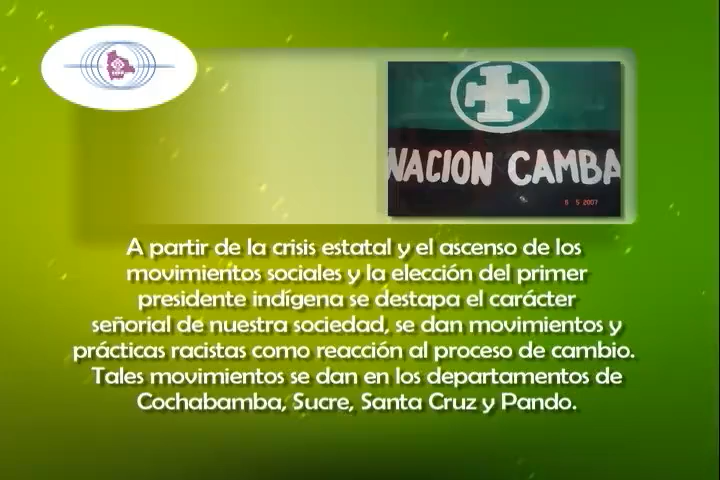 NACION CAMBA
6 5 2007
A partir de la crisis estatal y el ascenso de los
movimientos sociales y la elección del primer
presidente indígena se destapa el carácter
señorial de nuestra sociedad, se dan movimientos y
prácticas racistas como reacción al proceso de cambio.
Tales movimientos se dan en los departamentos de
Cochabamba, Sucre, Santa Cruz y Pando.